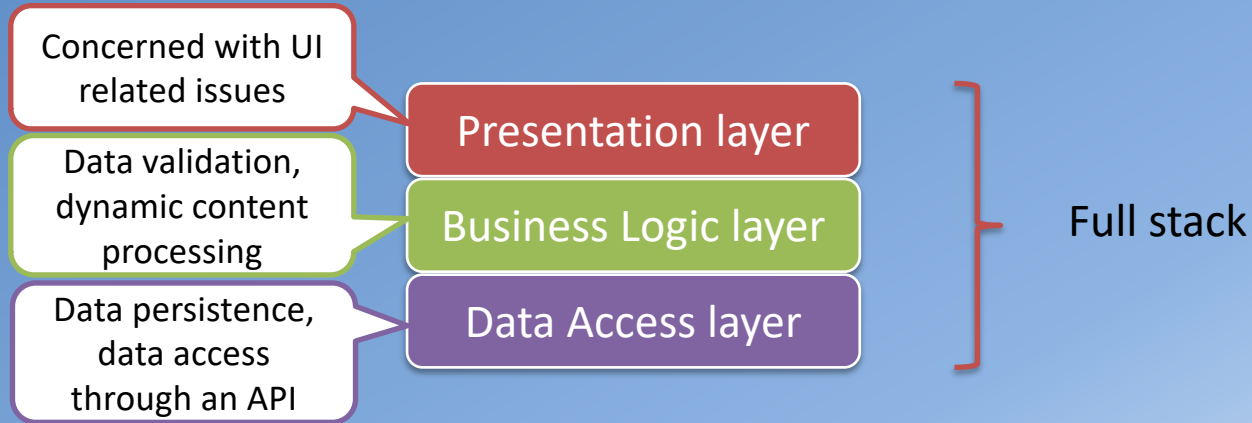 Concerned with UI
related issues
Presentation layer
Data validation,
dynamic content
processing
Business Logic layer
Data persistence,
data access
through an API
Data Access layer
Full stack